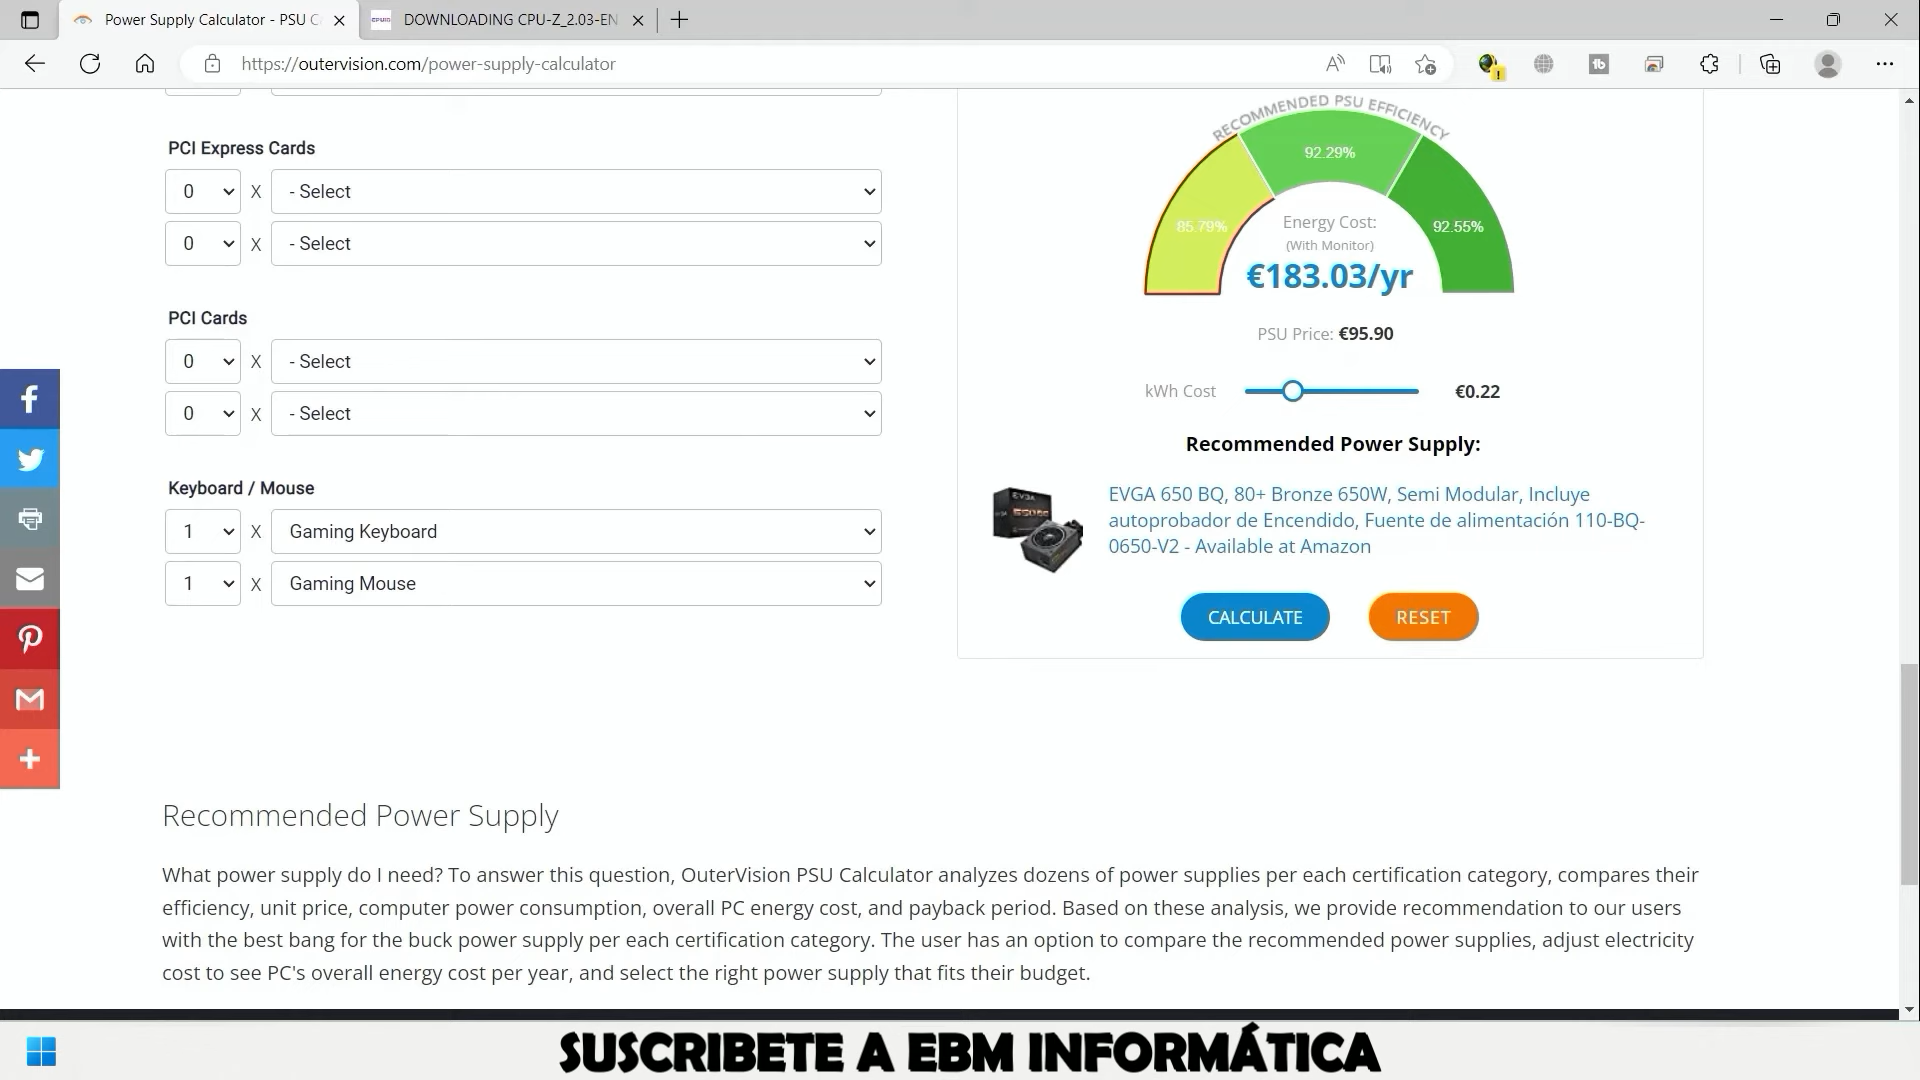 Power Supply Calculator - PSU C
DOWNLOADING CPU-Z_2.03-EN
https://outervision.com/power-supply-calculator
PCI Express Cards
0 X - Select
0 X - Select
PCI Cards
0 X - Select
0 X - Select
Keyboard / Mouse
1 X Gaming Keyboard
1 X Gaming Mouse
RECOMMENDED PSU EFFICIENCY
92.29%
85.79%
92.55%
Energy Cost:
(With Monitor)
€183.03/yr
PSU Price: €95.90
kWh Cost €0.22
Recommended Power Supply:
EVGA 650 BQ, 80+ Bronze 650W, Semi Modular, Incluye
autoprobador de Encendido, Fuente de alimentación 110-BQ-
0650-V2 - Available at Amazon
CALCULATE RESET
Recommended Power Supply
What power supply do I need? To answer this question, OuterVision PSU Calculator analyzes dozens of power supplies per each certification category, compares their
efficiency, unit price, computer power consumption, overall PC energy cost, and payback period. Based on these analysis, we provide recommendation to our users
with the best bang for the buck power supply per each certification category. The user has an option to compare the recommended power supplies, adjust electricity
cost to see PC's overall energy cost per year, and select the right power supply that fits their budget.
SUSCRIBETE A EBM INFORMÁTICA